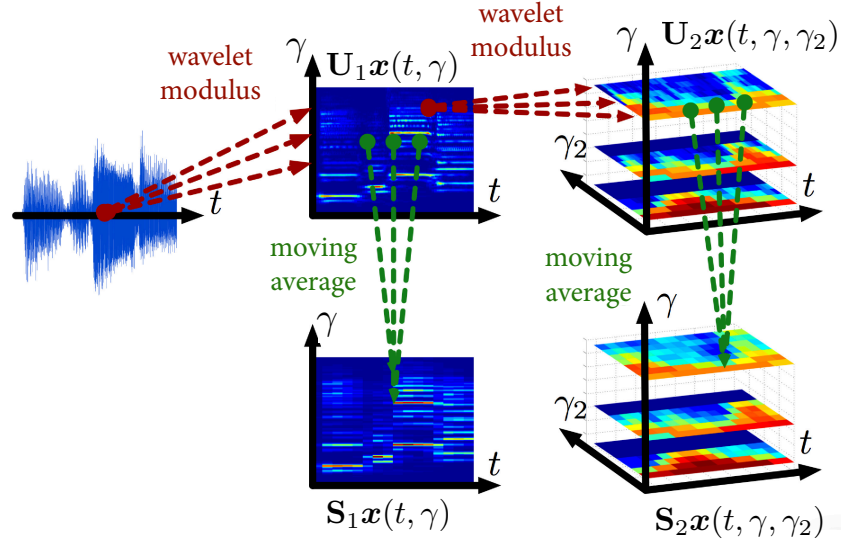 wavelet
modulus
γ
U₁x(t, γ)
t
t
wavelet
modulus
γ
U₂x(t, γ, γ₂)
γ₂
t
moving
average
γ
t
S₁x(t, γ)
moving
average
γ
γ₂
t
S₂x(t, γ, γ₂)